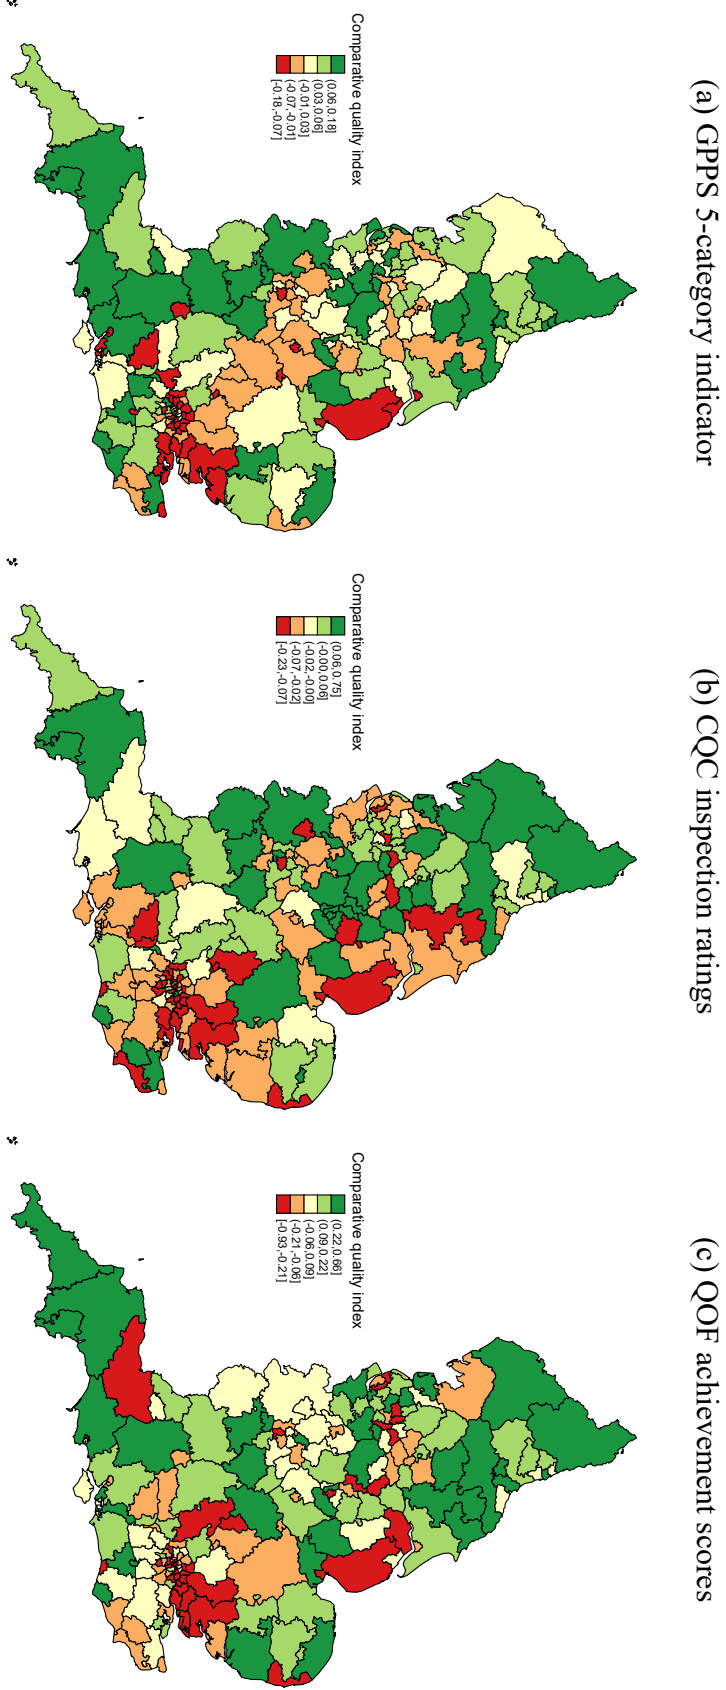 (a) GPPS 5-category indicator
Comparative quality index
(0.06,0.18]
(0.03,0.06]
(-0.01,0.03]
(-0.07,-0.01]
[-0.18,-0.07]
(b) CQC inspection ratings
Comparative quality index
(0.06,0.75]
(-0.00,0.06]
(-0.02,-0.00]
(-0.07,-0.02]
[-0.23,-0.07]
(c) QOF achievement scores
Comparative quality index
(0.22,0.66]
(0.09,0.22]
(-0.06,0.09]
(-0.21,-0.06]
[-0.93,-0.21]